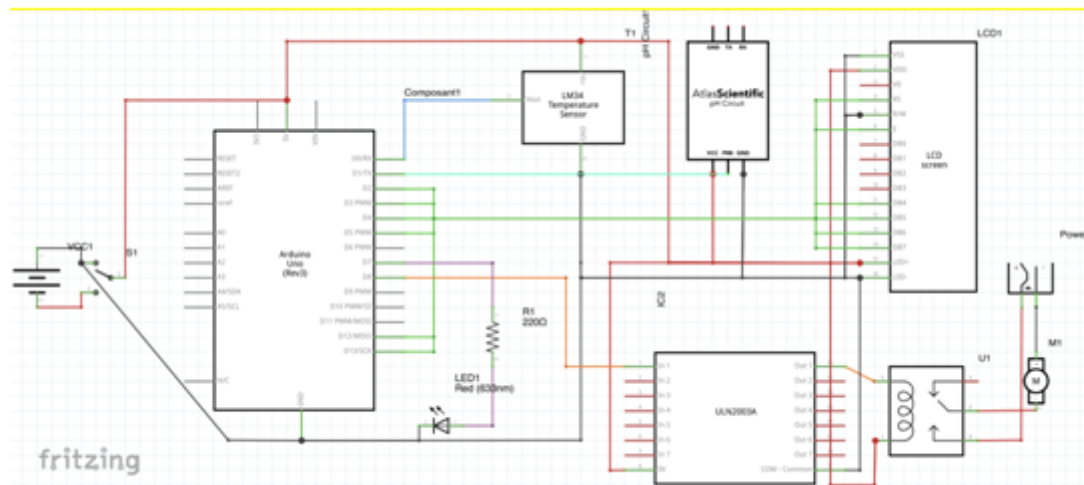 T1
pH Circuit1
LCD1
GND TX RX
AtlasScientific
pH Circuit
VCC PRB GND
Composant1
Vout
LM34
Temperature
Sensor
GND
VSS
VDD
V0
RS
R/W
E
DB0
DB1
DB2
DB3
DB4
DB5
DB6
DB7
LED+
LED-
LCD
screen
RESET
RESET2
AREF
ioref
A0
A1
A2
A3
A4/SDA
A5/SCL
N/C
D0/RX
D1/TX
D2
D3 PWM
D4
D5 PWM
D6 PWM
D7
D8
D9 PWM
D10 PWM/SS
D11 PWM/MOSI
D12/MISO
D13/SCK
GND
Arduino
Uno
(Rev3)
VCC1
S1
R1
220Ω
LED1
Red (633nm)
IC2
In 1
In 2
In 3
In 4
In 5
In 6
In 7
0V
ULN2003A
Out 1
Out 2
Out 3
Out 4
Out 5
Out 6
Out 7
COM - Common
U1
Powe
M1
M
fritzing